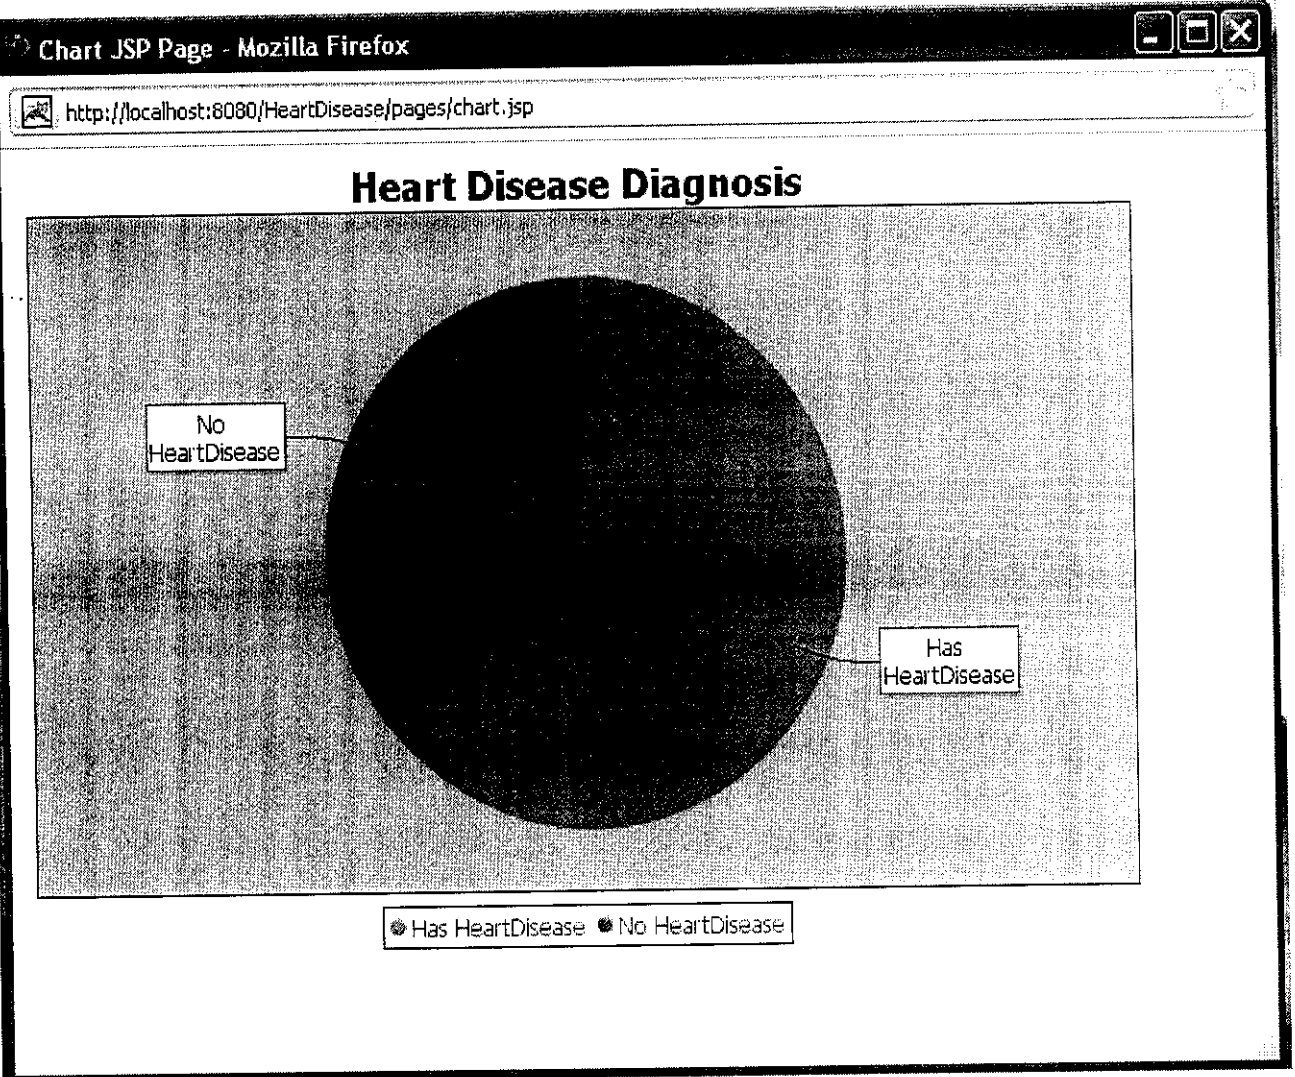 Chart JSP Page - Mozilla Firefox
http://localhost:8080/HeartDisease/pages/chart.jsp
Heart Disease Diagnosis
No
HeartDisease
Has
HeartDisease
Has HeartDisease No HeartDisease